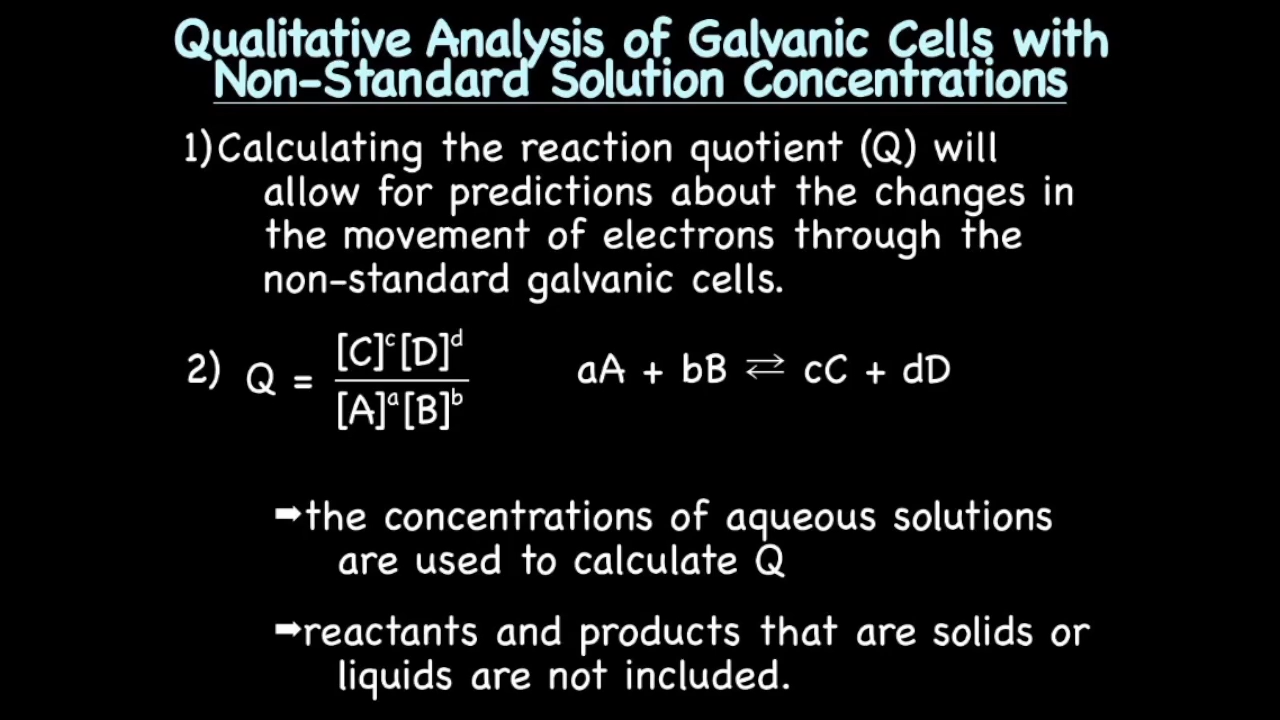 Qualitative Analysis of Galvanic Cells with
Non-Standard Solution Concentrations
1) Calculating the reaction quotient (Q) will
allow for predictions about the changes in
the movement of electrons through the
non-standard galvanic cells.
2) Q = [C]ᶜ[D]ᵈ / [A]ᵃ[B]ᵇ aA + bB ⇄ cC + dD
➡the concentrations of aqueous solutions
are used to calculate Q
➡reactants and products that are solids or
liquids are not included.